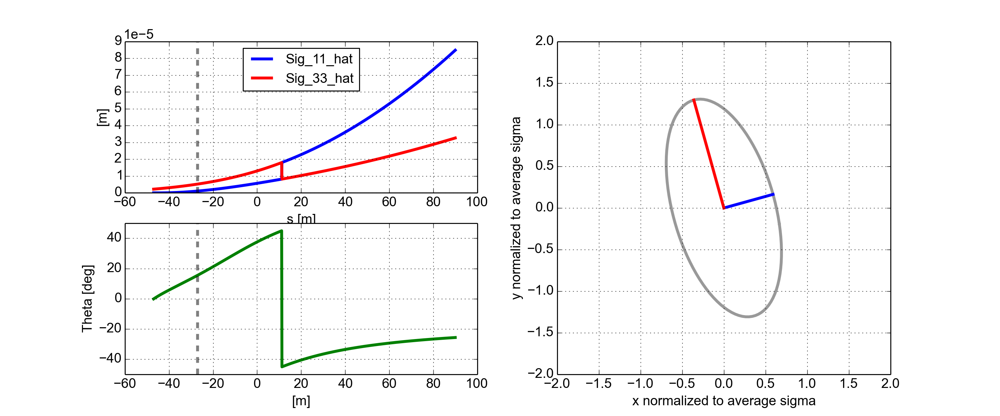 1e−5
9
8
7
6
5
4
3
2
1
0
[m]
Sig_11_hat
Sig_33_hat
−60 −40 −20 0 20 40 60 80 100
s [m]
40
20
0
−20
−40
Theta [deg]
−60 −40 −20 0 20 40 60 80 100
[m]
2.0
1.5
1.0
0.5
0.0
−0.5
−1.0
−1.5
−2.0
y normalized to average sigma
−2.0 −1.5 −1.0 −0.5 0.0 0.5 1.0 1.5 2.0
x normalized to average sigma